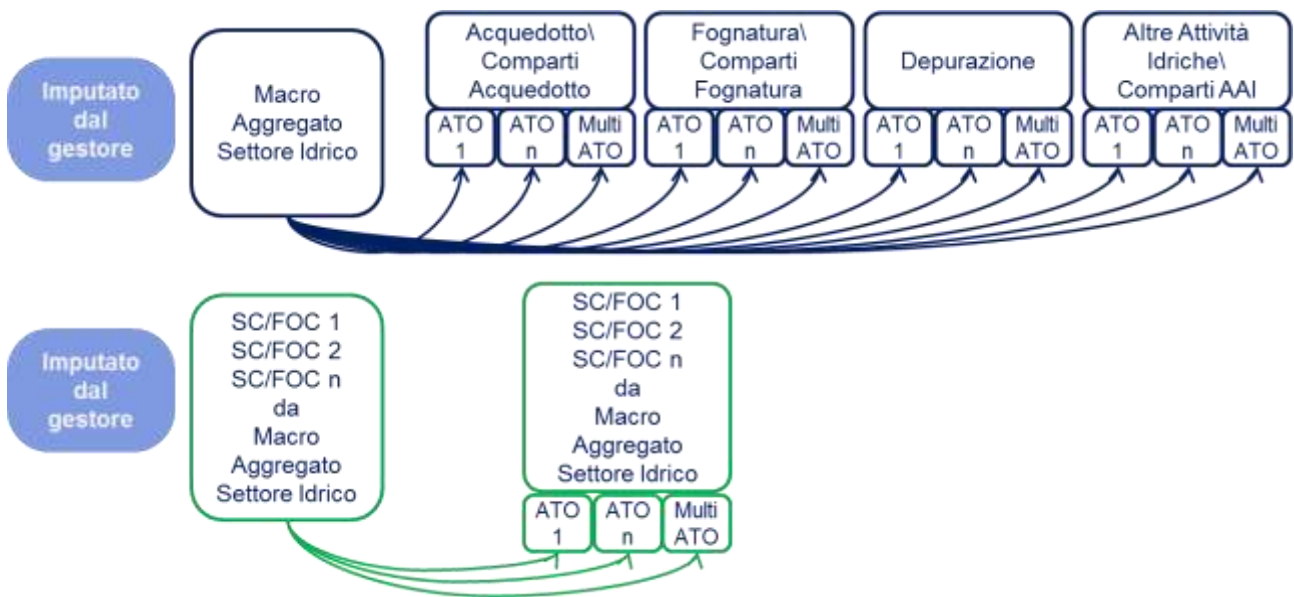 Imputato
dal
gestore
Macro
Aggregato
Settore Idrico
Acquedotto\
Comparti
Acquedotto
ATO
1
ATO
n
Multi
ATO
Fognatura\
Comparti
Fognatura
ATO
1
ATO
n
Multi
ATO
Depurazione
ATO
1
ATO
n
Multi
ATO
Altre Attività
Idriche\
Comparti AAI
ATO
1
ATO
n
Multi
ATO
Imputato
dal
gestore
SC/FOC 1
SC/FOC 2
SC/FOC n
da
Macro
Aggregato
Settore Idrico
SC/FOC 1
SC/FOC 2
SC/FOC n
da
Macro
Aggregato
Settore Idrico
ATO
1
ATO
n
Multi
ATO